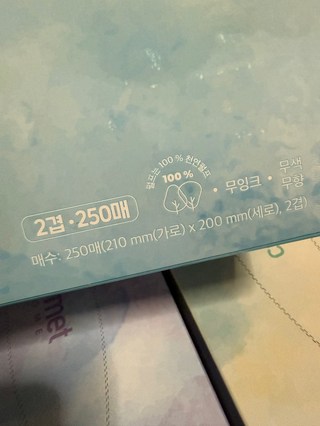 펄프는 100 % 천연펄프
100 %
2겹 · 250매
· 무잉크 ·
무색
무향
매수: 250매(210 mm(가로) x 200 mm(세로), 2겹)
met